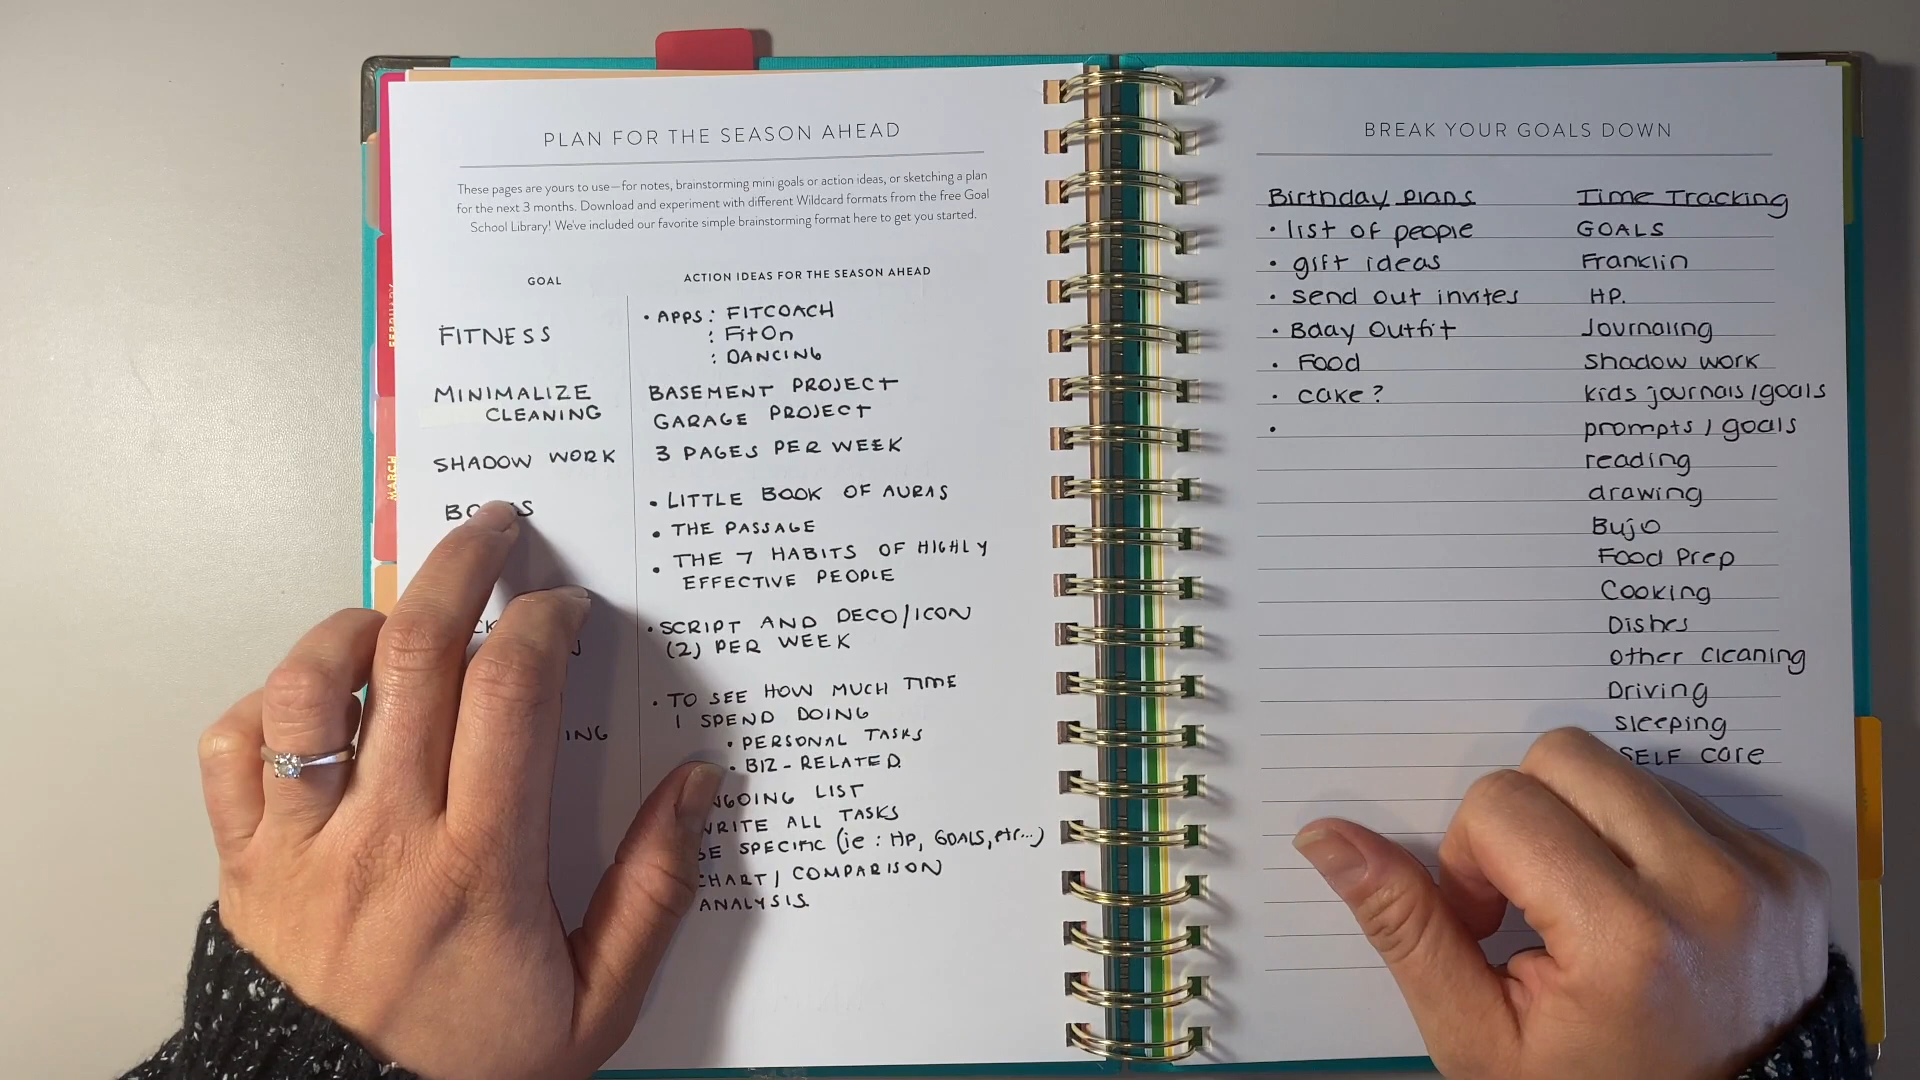 PLAN FOR THE SEASON AHEAD
These pages are yours to use—for notes, brainstorming mini goals or action ideas, or sketching a plan
for the next 3 months. Download and experiment with different Wildcard formats from the free Goal
School Library! We've included our favorite simple brainstorming format here to get you started.
GOAL
ACTION IDEAS FOR THE SEASON AHEAD
FITNESS
• APPS : FITCOACH
: FitOn
: DANCING
MINIMALIZE
CLEANING
BASEMENT PROJECT
GARAGE PROJECT
SHADOW WORK
3 PAGES PER WEEK
• LITTLE BOOK OF AURAS
• THE PASSAGE
• THE 7 HABITS OF HIGHLY
EFFECTIVE PEOPLE
• SCRIPT AND DECO/ICON
(2) PER WEEK
• TO SEE HOW MUCH TIME
I SPEND DOING
• PERSONAL TASKS
• BIZ-RELATED.
LIST
ALL TASKS
SPECIFIC (ie : HP, GOALS, etc...)
COMPARISON
ANALYSIS.
BREAK YOUR GOALS DOWN
Birthday plans
• list of people
• gift ideas
• send out invites
• Bday Outfit
• Food
• cake?
•
Time Tracking
GOALS
Franklin
HP.
Journaling
Shadow work
kids journals/goals
prompts/goals
reading
drawing
Bujo
Food Prep
Cooking
Dishes
other cleaning
Driving
sleeping
SELF Care
FEBRUARY
MARCH